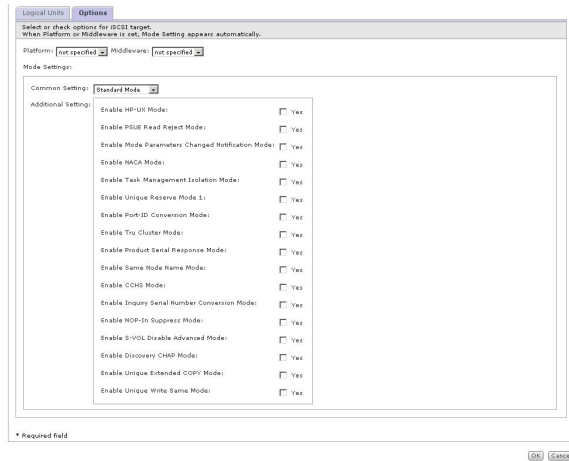 Logical Units Options
Select or check options for iSCSI target.
When Platform or Middleware is set, Mode Setting appears automatically.
Platform: not specified Middleware: not specified
Mode Settings:
Common Setting: Standard Mode
Additional Setting:
Enable HP-UX Mode: Yes
Enable PSUE Read Reject Mode: Yes
Enable Mode Parameters Changed Notification Mode: Yes
Enable NACA Mode: Yes
Enable Task Management Isolation Mode: Yes
Enable Unique Reserve Mode 1: Yes
Enable Port-ID Conversion Mode: Yes
Enable Tru Cluster Mode: Yes
Enable Product Serial Response Mode: Yes
Enable Same Node Name Mode: Yes
Enable CCHS Mode: Yes
Enable Inquiry Serial Number Conversion Mode: Yes
Enable NOP-In Suppress Mode: Yes
Enable S-VOL Disable Advanced Mode: Yes
Enable Discovery CHAP Mode: Yes
Enable Unique Extended COPY Mode: Yes
Enable Unique Write Same Mode: Yes
* Required field
OK Cance